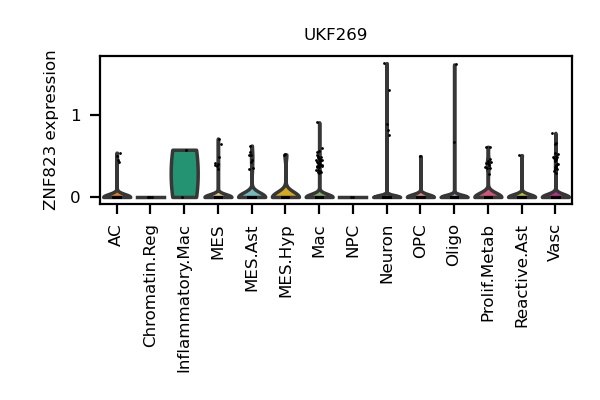 UKF269
ZNF823 expression
1
0
AC
Chromatin.Reg
Inflammatory.Mac
MES
MES.Ast
MES.Hyp
Mac
NPC
Neuron
OPC
Oligo
Prolif.Metab
Reactive.Ast
Vasc